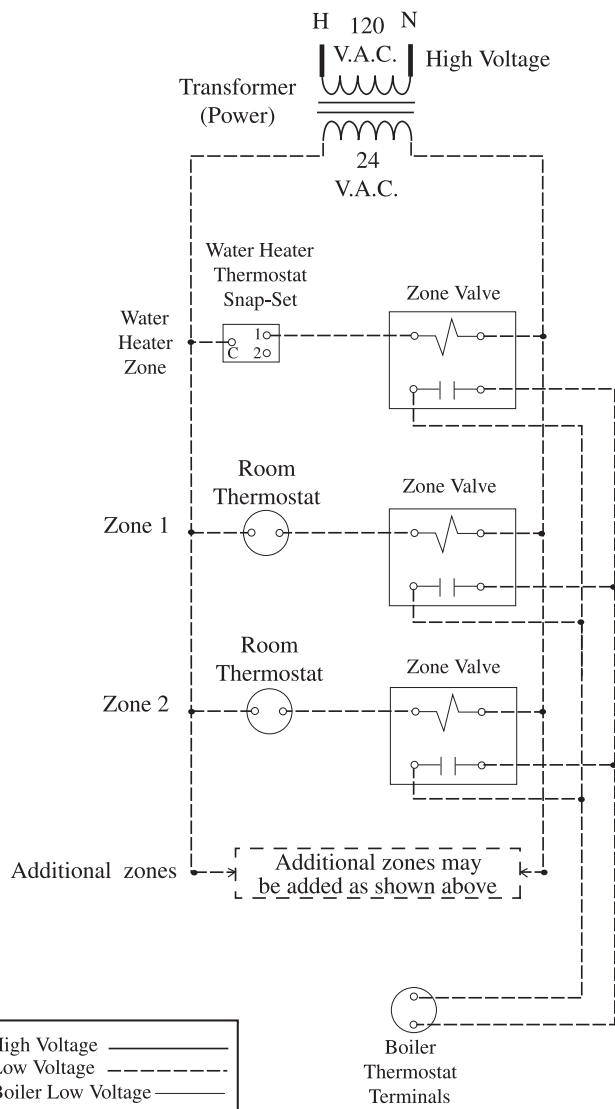 H 120 N
V.A.C.
High Voltage
Transformer
(Power)
24
V.A.C.
Water Heater
Thermostat
Snap-Set
Zone Valve
Water
Heater
Zone
1
C
2
Room
Thermostat
Zone Valve
Zone 1
Room
Thermostat
Zone Valve
Zone 2
Additional zones
Additional zones may
be added as shown above
High Voltage
Low Voltage
Boiler Low Voltage
Boiler
Thermostat
Terminals